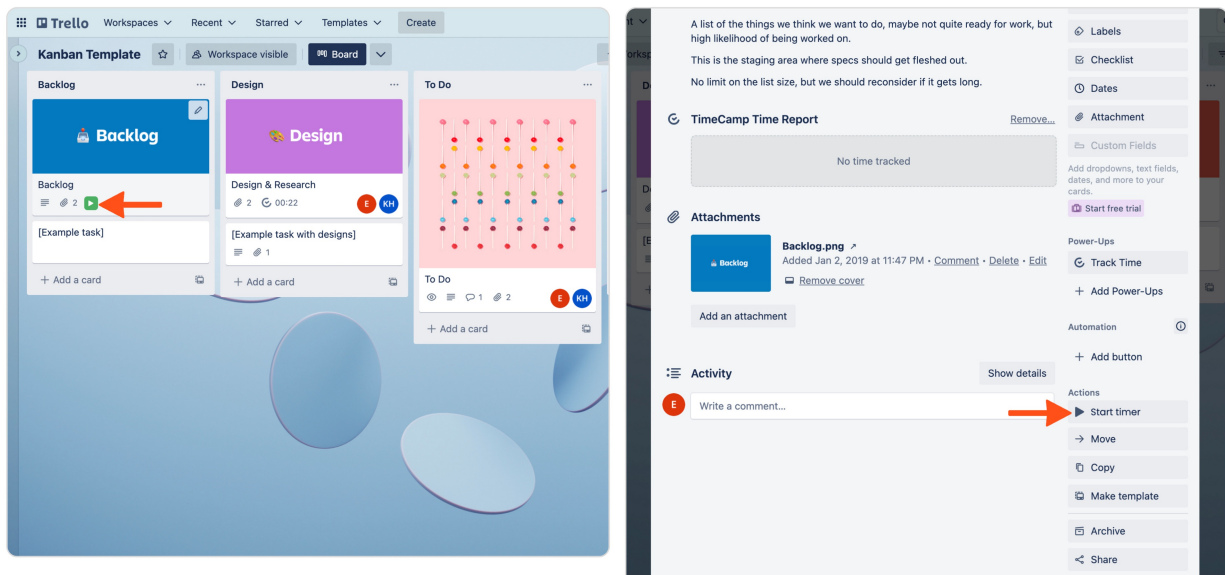 Trello Workspaces Recent Starred Templates Create
Kanban Template Workspace visible Board
Backlog
Backlog
Backlog
2
[Example task]
+ Add a card
Design
Design
Design & Research
2 00:22 E KH
[Example task with designs]
1
+ Add a card
To Do
To Do
1 2 E KH
+ Add a card
A list of the things we think we want to do, maybe not quite ready for work, but
high likelihood of being worked on.
This is the staging area where specs should get fleshed out.
No limit on the list size, but we should reconsider if it gets long.
TimeCamp Time Report Remove...
No time tracked
Attachments
Backlog
Backlog.png ↗
Added Jan 2, 2019 at 11:47 PM • Comment • Delete • Edit
Remove cover
Add an attachment
Activity Show details
E Write a comment...
Labels
Checklist
Dates
Attachment
Custom Fields
Add dropdowns, text fields,
dates, and more to your
cards.
Start free trial
Power-Ups
Track Time
+ Add Power-Ups
Automation
+ Add button
Actions
Start timer
→ Move
Copy
Make template
Archive
Share